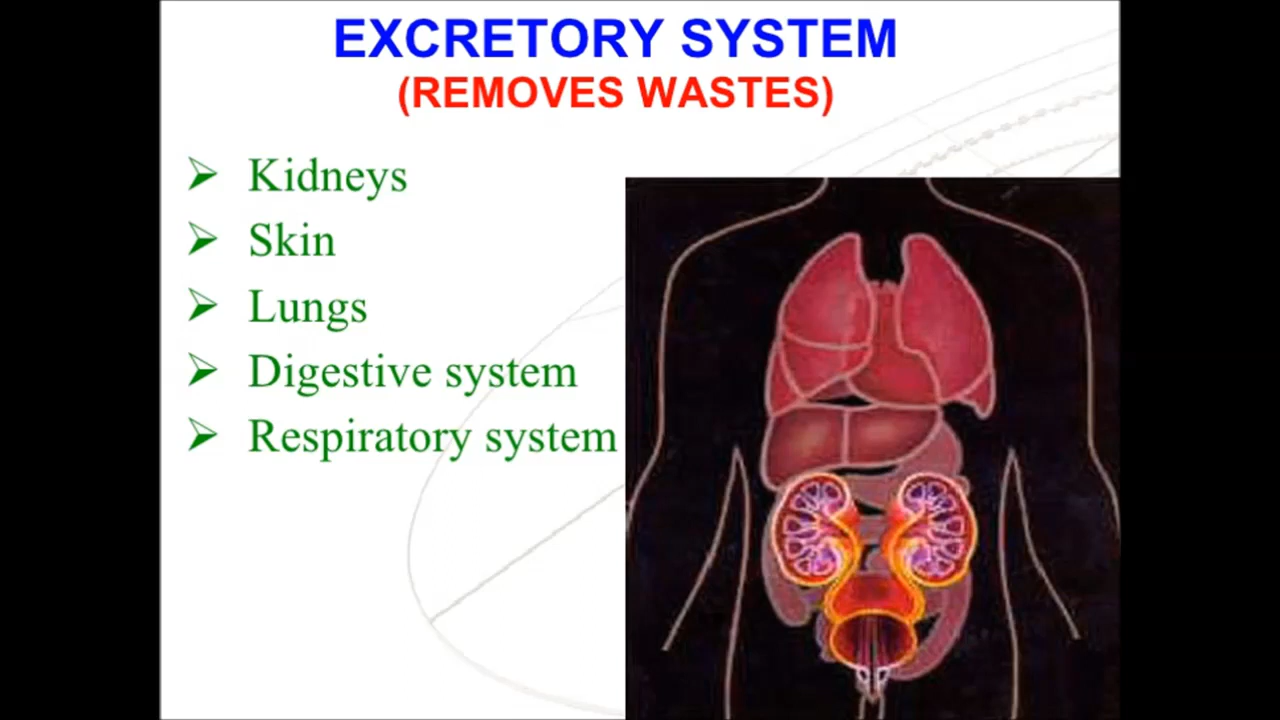 EXCRETORY SYSTEM
(REMOVES WASTES)
Kidneys
Skin
Lungs
Digestive system
Respiratory system